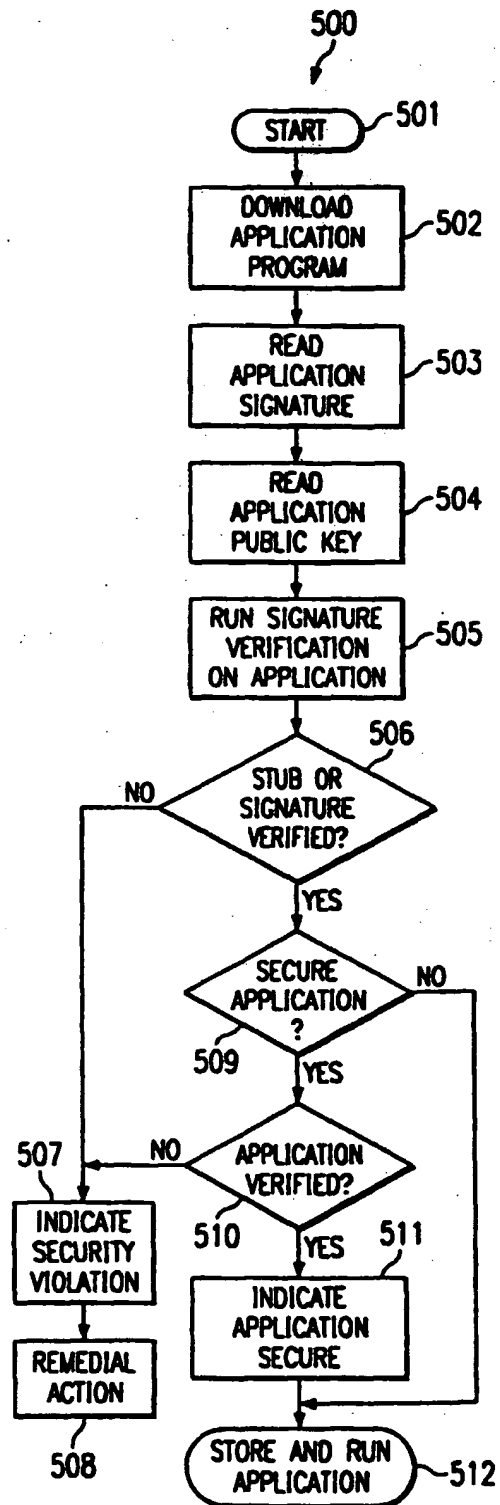 500
START
501
DOWNLOAD
APPLICATION
PROGRAM
502
READ
APPLICATION
SIGNATURE
503
READ
APPLICATION
PUBLIC KEY
504
RUN SIGNATURE
VERIFICATION
ON APPLICATION
505
506
STUB OR
SIGNATURE
VERIFIED?
NO
YES
SECURE
APPLICATION
?
NO
509
YES
APPLICATION
VERIFIED?
NO
510
YES
507
INDICATE
SECURITY
VIOLATION
511
INDICATE
APPLICATION
SECURE
REMEDIAL
ACTION
508
STORE AND RUN
APPLICATION
512